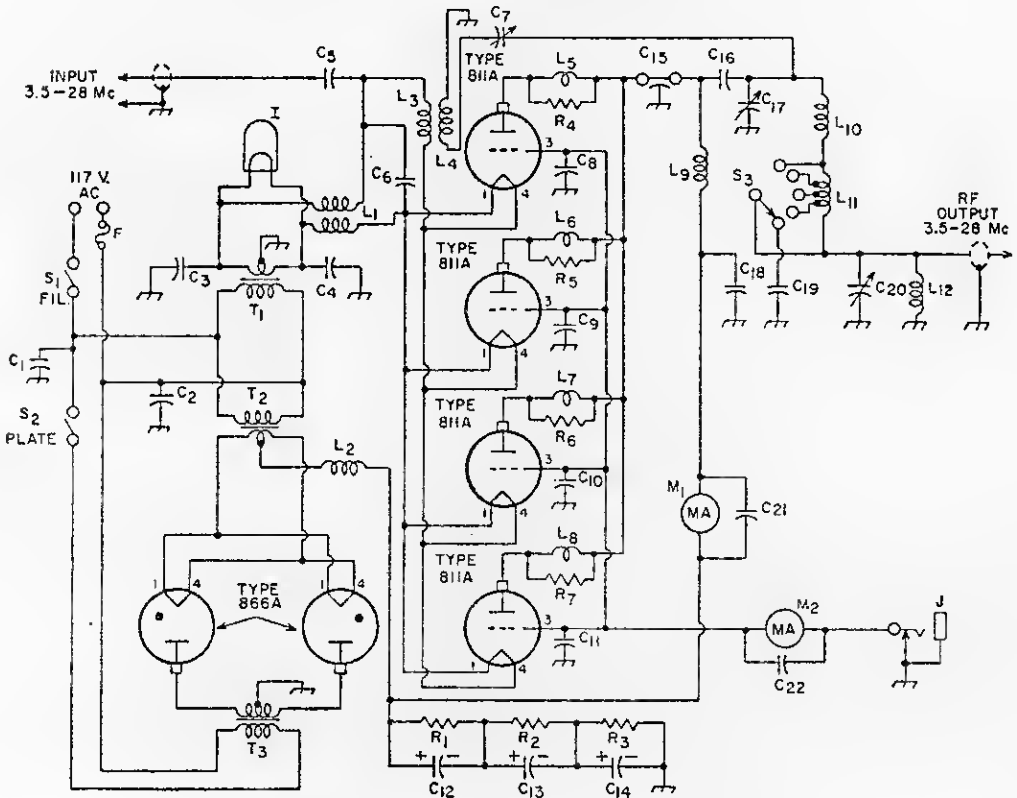 INPUT
3.5-28 Mc
C5
C7
TYPE
811A
L5
R4
C15
C16
C17
L10
L3
L4
I
C6
3
C8
1
4
L9
S3
L11
RF
OUTPUT
3.5-28 Mc
117 V.
AC
F
L1
TYPE
811A
L6
R5
S1
FIL.
C3
C4
T1
3
C9
1
4
C18
C19
C20
L12
C1
C2
T2
L2
S2
PLATE
TYPE
811A
L7
R6
3
C10
1
4
M1
MA
C21
TYPE
811A
L8
R7
1
4
TYPE
866A
1
4
3
C11
1
4
M2
MA
C22
J
T3
R1
R2
R3
+ -
+ -
+ -
C12
C13
C14